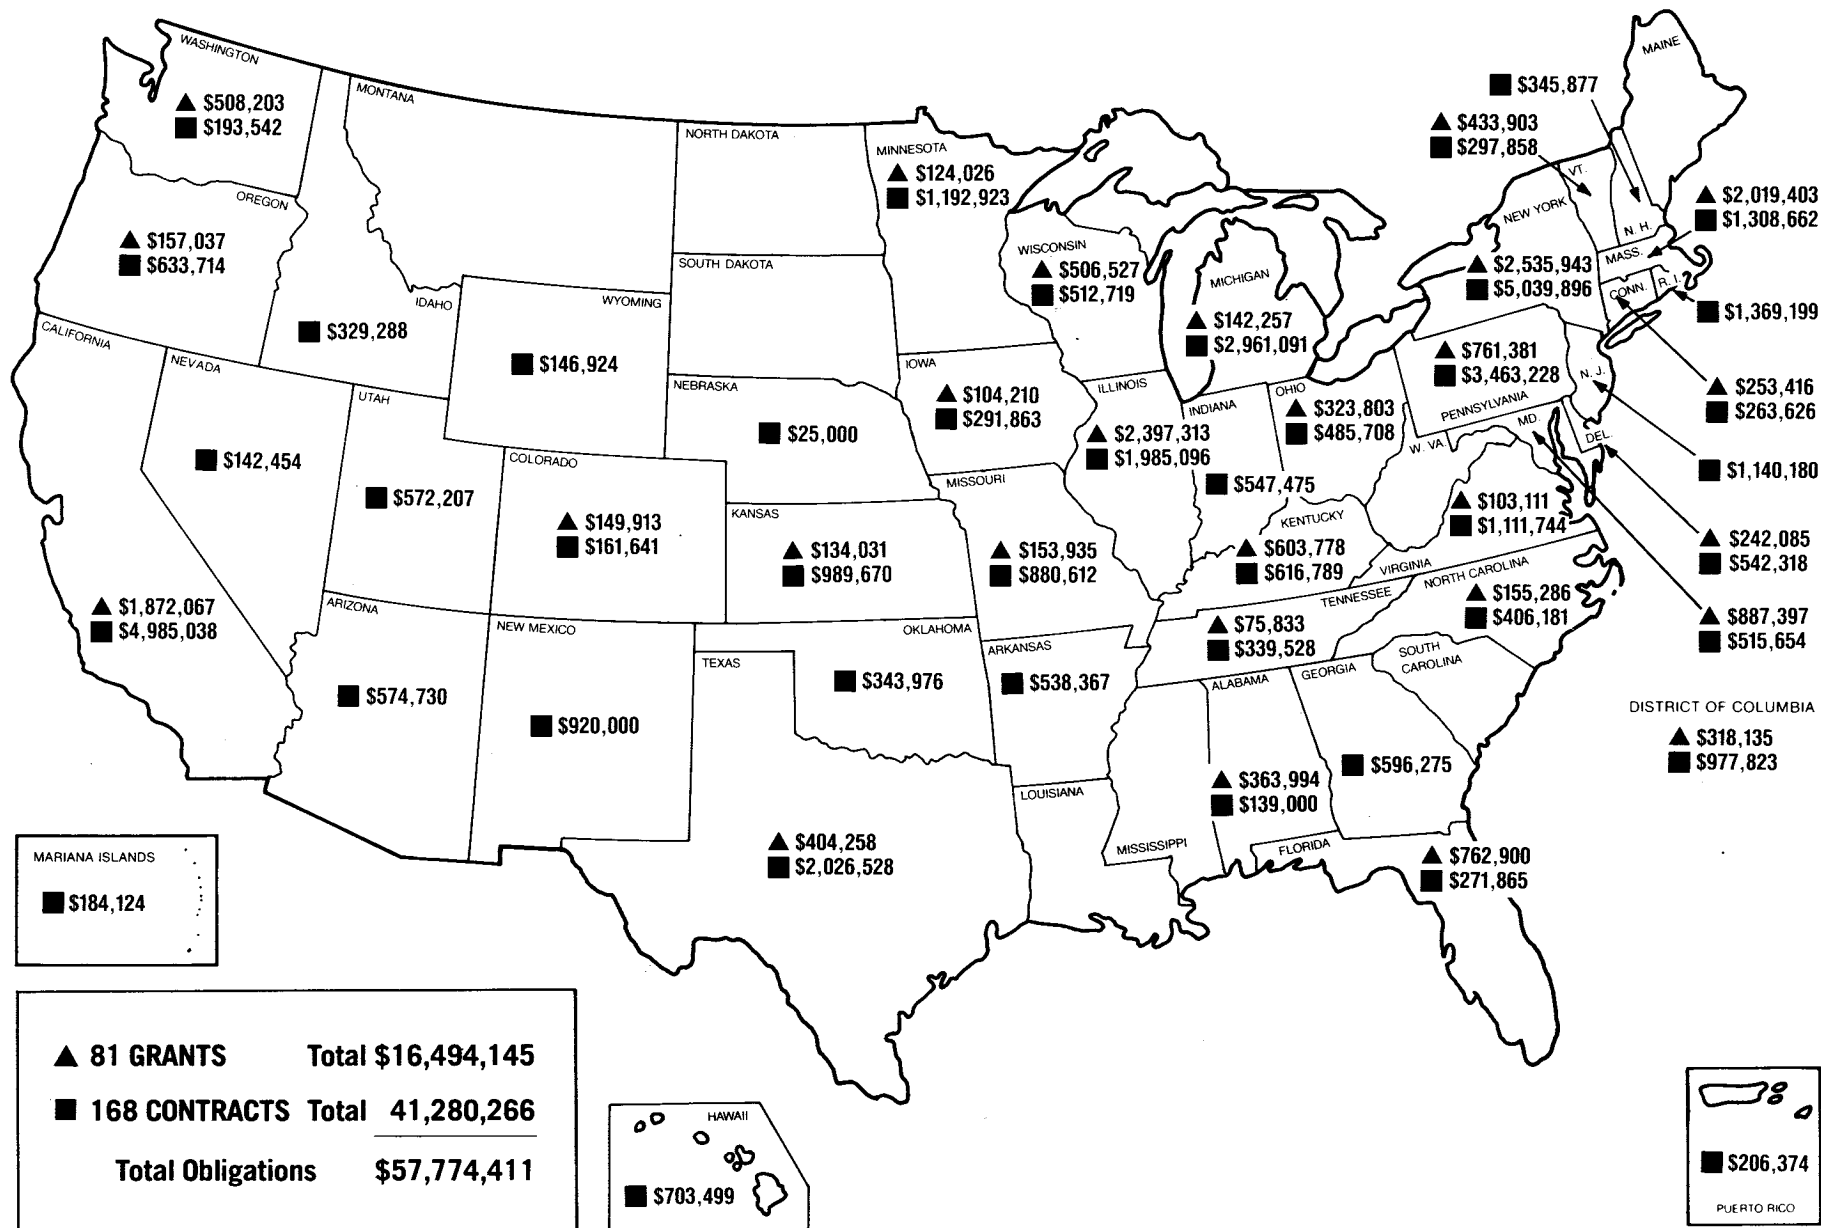 WASHINGTON
▲ $508,203
■ $193,542
MONTANA
NORTH DAKOTA
MINNESOTA
▲ $124,026
■ $1,192,923
MAINE
■ $345,877
▲ $433,903
■ $297,858
VT.
NEW YORK
N. H.
▲ $2,019,403
■ $1,308,662
MASS.
OREGON
▲ $157,037
■ $633,714
IDAHO
■ $329,288
WYOMING
■ $146,924
SOUTH DAKOTA
WISCONSIN
▲ $506,527
■ $512,719
MICHIGAN
▲ $142,257
■ $2,961,091
▲ $2,535,943
■ $5,039,896
CONN.
R. I.
■ $1,369,199
CALIFORNIA
NEVADA
■ $142,454
UTAH
■ $572,207
COLORADO
▲ $149,913
■ $161,641
NEBRASKA
■ $25,000
IOWA
▲ $104,210
■ $291,863
ILLINOIS
▲ $2,397,313
■ $1,985,096
INDIANA
■ $547,475
OHIO
▲ $323,803
■ $485,708
▲ $761,381
■ $3,463,228
PENNSYLVANIA
N. J.
▲ $253,416
■ $263,626
MD.
DEL.
W. VA.
■ $1,140,180
KANSAS
▲ $134,031
■ $989,670
MISSOURI
▲ $153,935
■ $880,612
KENTUCKY
▲ $603,778
■ $616,789
▲ $103,111
■ $1,111,744
VIRGINIA
▲ $242,085
■ $542,318
▲ $1,872,067
■ $4,985,038
ARIZONA
■ $574,730
NEW MEXICO
■ $920,000
OKLAHOMA
■ $343,976
TEXAS
▲ $404,258
■ $2,026,528
ARKANSAS
■ $538,367
TENNESSEE
▲ $75,833
■ $339,528
NORTH CAROLINA
▲ $155,286
■ $406,181
▲ $887,397
■ $515,654
SOUTH
CAROLINA
ALABAMA
▲ $363,994
■ $139,000
GEORGIA
■ $596,275
DISTRICT OF COLUMBIA
▲ $318,135
■ $977,823
LOUISIANA
MISSISSIPPI
FLORIDA
▲ $762,900
■ $271,865
MARIANA ISLANDS
■ $184,124
▲ 81 GRANTS Total $16,494,145
■ 168 CONTRACTS Total 41,280,266
Total Obligations $57,774,411
HAWAII
■ $703,499
■ $206,374
PUERTO RICO